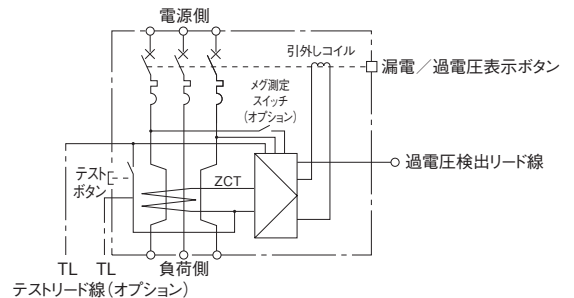 電源側
引外しコイル
漏電／過電圧表示ボタン
メグ測定
スイッチ
(オプション)
過電圧検出リード線
テスト
ボタン
ZCT
TL TL
負荷側
テストリード線(オプション)